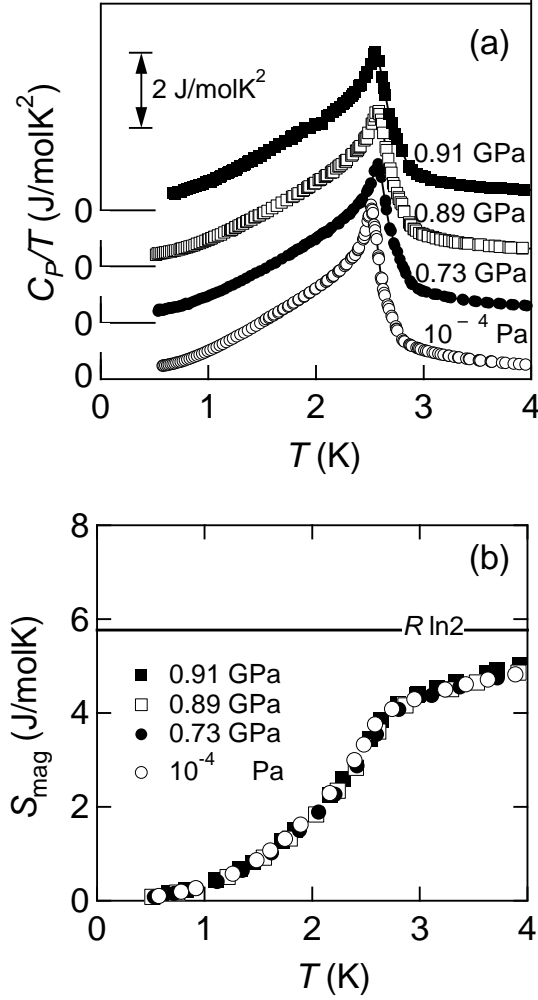 (a)
2 J/molK²
C_P/T (J/molK²)
0.91 GPa
0
0.89 GPa
0
0.73 GPa
0
10⁻⁴ Pa
0
0 1 2 3 4
T (K)
8
(b)
6
R ln2
0.91 GPa
0.89 GPa
0.73 GPa
10⁻⁴ Pa
S_mag (J/molK)
4
2
0
0 1 2 3 4
T (K)